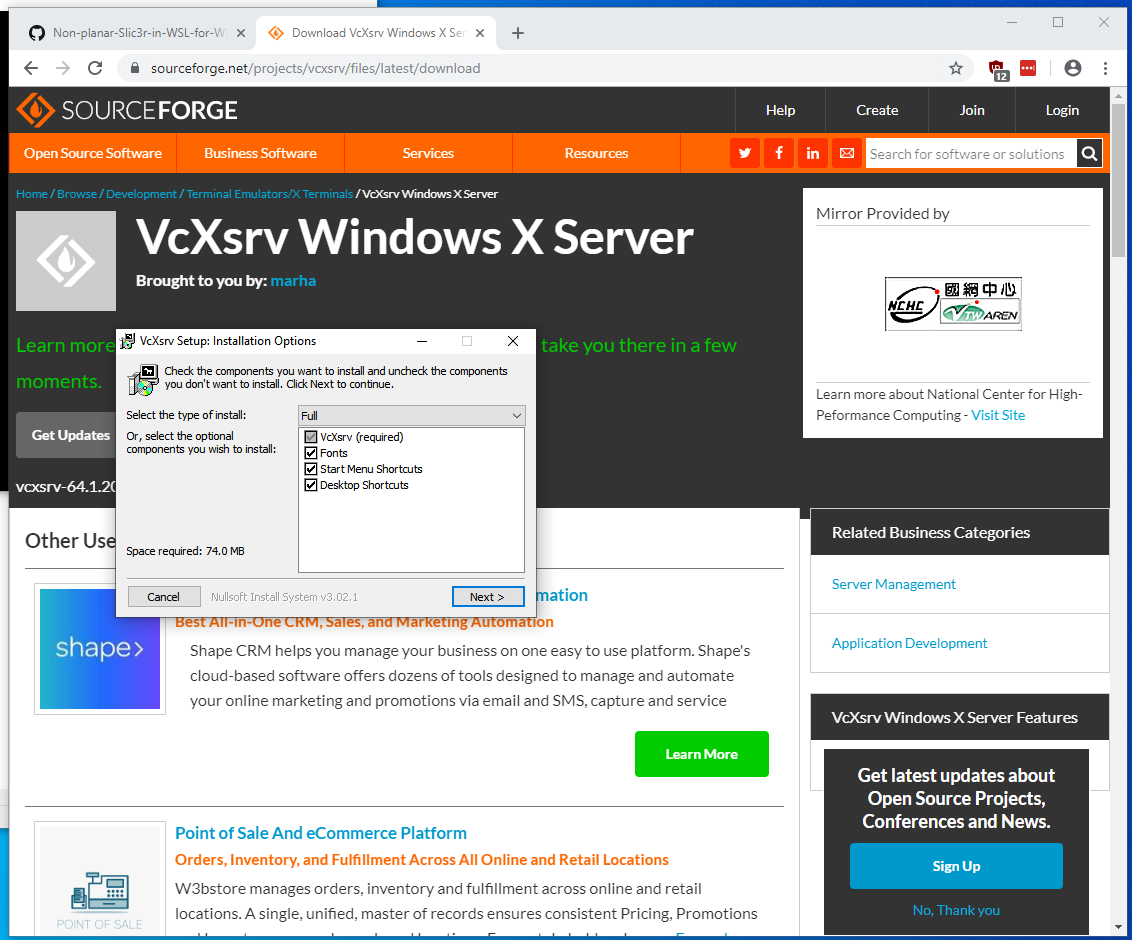 Non-planar-Slic3r-in-WSL-for-W
Download VcXsrv Windows X Ser
sourceforge.net/projects/vcxsrv/files/latest/download
12
SOURCEFORGE
Help
Create
Join
Login
Open Source Software
Business Software
Services
Resources
Search for software or solutions
Home / Browse / Development / Terminal Emulators/X Terminals / VcXsrv Windows X Server
VcXsrv Windows X Server
Brought to you by: marha
Mirror Provided by
NCHC
國網中心
TWAREN
Learn more about National Center for High-
Peformance Computing - Visit Site
Learn more
take you there in a few
moments.
Get Updates
vcxsrv-64.1.20
VcXsrv Setup: Installation Options
Check the components you want to install and uncheck the components
you don't want to install. Click Next to continue.
Select the type of install:
Full
Or, select the optional
components you wish to install:
VcXsrv (required)
Fonts
Start Menu Shortcuts
Desktop Shortcuts
Space required: 74.0 MB
Cancel
Nullsoft Install System v3.02.1
Next >
Other Use
mation
Best All-in-One CRM, Sales, and Marketing Automation
shape>
Shape CRM helps you manage your business on one easy to use platform. Shape's
cloud-based software offers dozens of tools designed to manage and automate
your online marketing and promotions via email and SMS, capture and service
Learn More
Point of Sale And eCommerce Platform
Orders, Inventory, and Fulfillment Across All Online and Retail Locations
POINT OF SALE
W3bstore manages orders, inventory and fulfillment across online and retail
locations. A single, unified, master of records ensures consistent Pricing, Promotions
Related Business Categories
Server Management
Application Development
VcXsrv Windows X Server Features
Get latest updates about
Open Source Projects,
Conferences and News.
Sign Up
No, Thank you